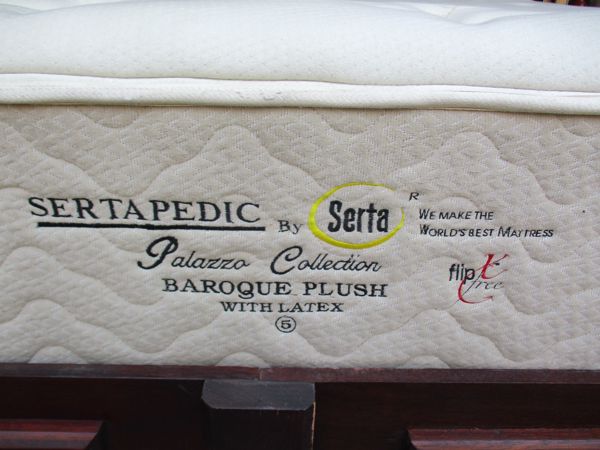 SERTAPEDIC By Serta R WE MAKE THE
WORLD'S BEST MATTRESS
Palazzo Collection
BAROQUE PLUSH
WITH LATEX
5
flip
free